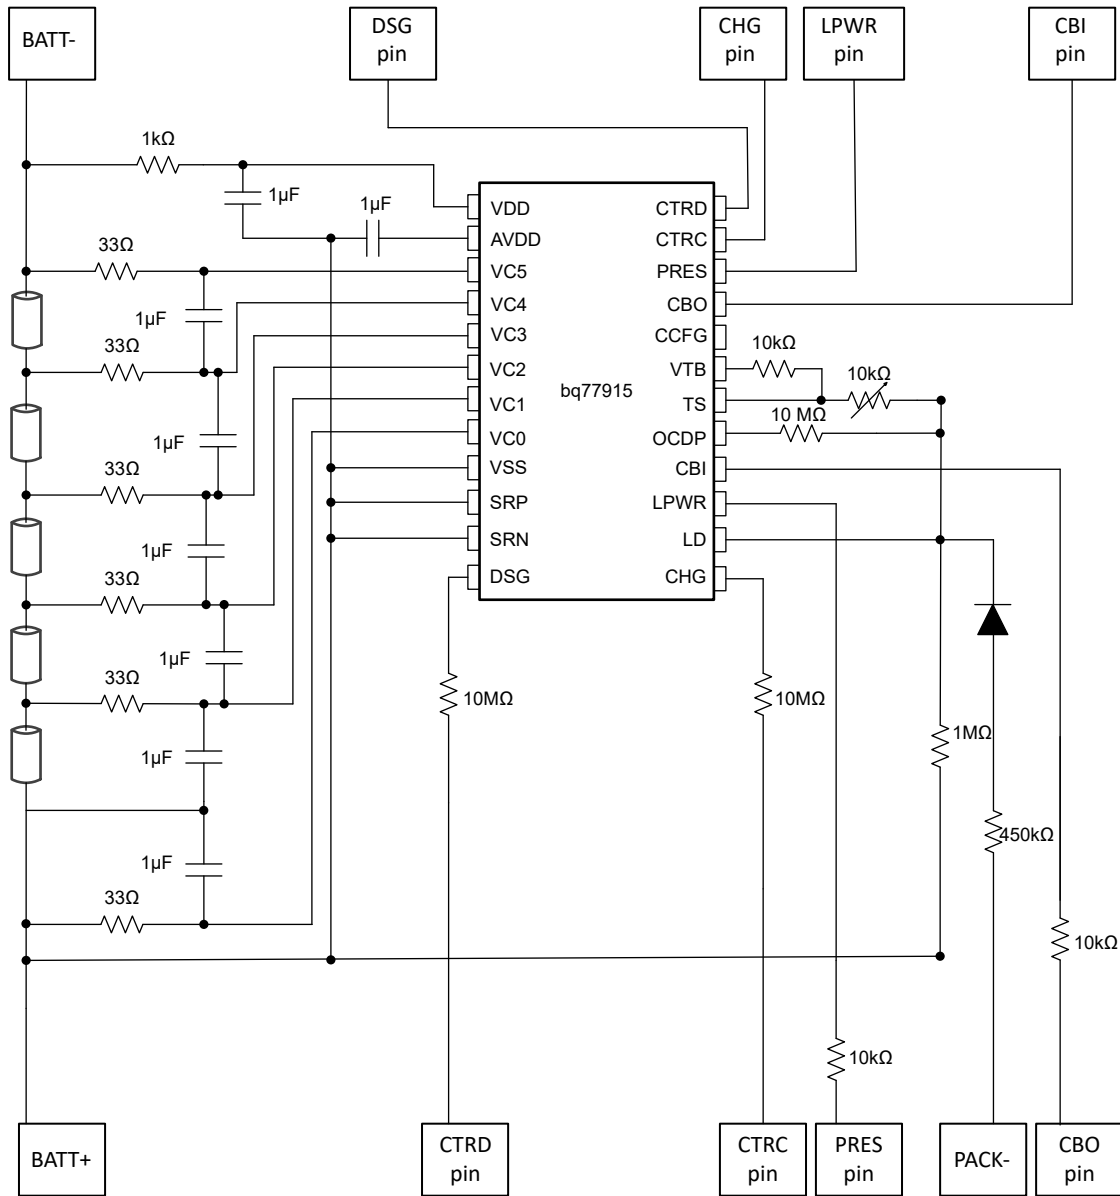 BATT-
DSG
pin
CHG
pin
LPWR
pin
CBI
pin
1kΩ
1µF
1µF
33Ω
1µF
33Ω
1µF
33Ω
1µF
33Ω
1µF
33Ω
1µF
1µF
33Ω
VDD
AVDD
VC5
VC4
VC3
VC2
VC1
VC0
VSS
SRP
SRN
DSG
bq77915
CTRD
CTRC
PRES
CBO
CCFG
VTB
TS
OCDP
CBI
LPWR
LD
CHG
10kΩ
10kΩ
10 MΩ
10MΩ
10MΩ
1MΩ
450kΩ
10kΩ
10kΩ
BATT+
CTRD
pin
CTRC
pin
PRES
pin
PACK-
CBO
pin